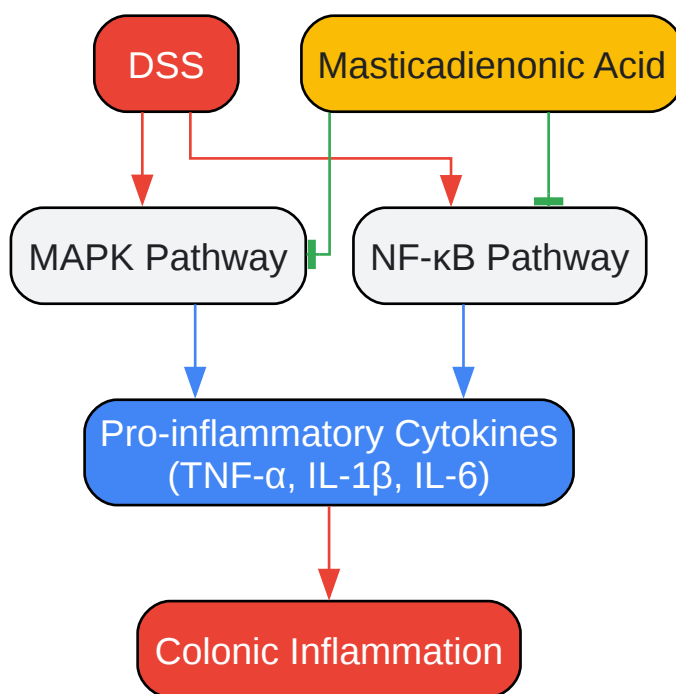 DSS
Masticadienonic Acid
MAPK Pathway
NF-κB Pathway
Pro-inflammatory Cytokines
(TNF-α, IL-1β, IL-6)
Colonic Inflammation